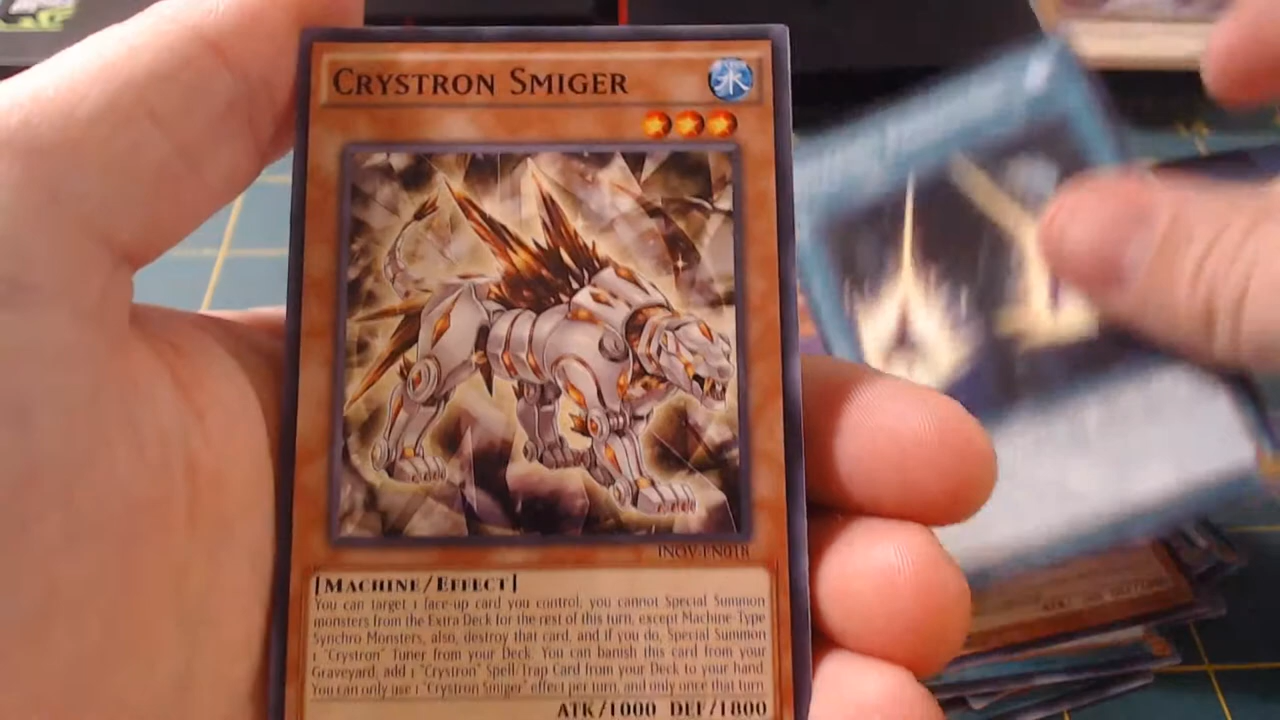 CRYSTRON SMIGER
水
INOV-EN018
[MACHINE/EFFECT]
You can target 1 face-up card you control; you cannot Special Summon
monsters from the Extra Deck for the rest of this turn, except Machine-Type
Synchro Monsters, also, destroy that card, and if you do, Special Summon
1 "Crystron" Tuner from your Deck. You can banish this card from your
Graveyard; add 1 "Crystron" Spell/Trap Card from your Deck to your hand.
You can only use 1 "Crystron Smiger" effect per turn, and only once that turn.
ATK/1000 DEF/1800